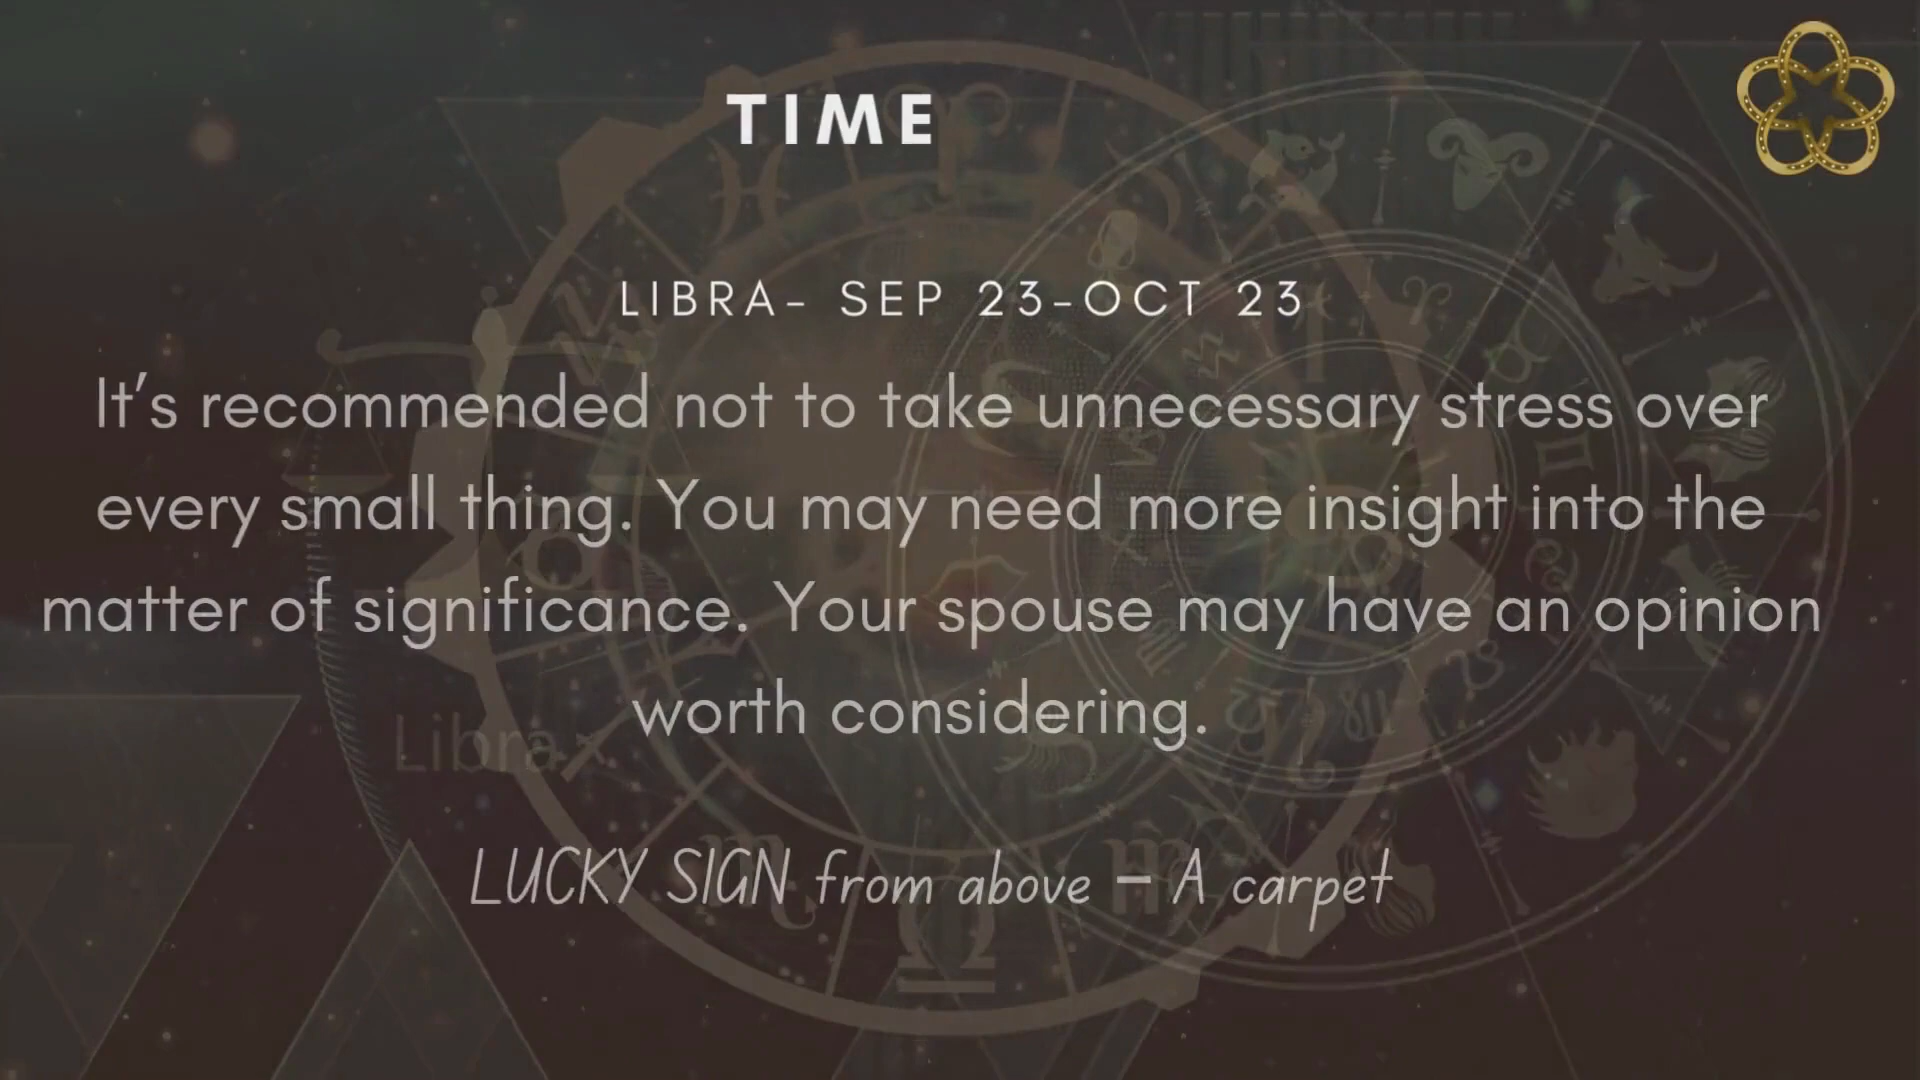 TIME
LIBRA- SEP 23-OCT 23
It's recommended not to take unnecessary stress over
every small thing. You may need more insight into the
matter of significance. Your spouse may have an opinion
worth considering.
Libra
LUCKY SIGN from above – A carpet